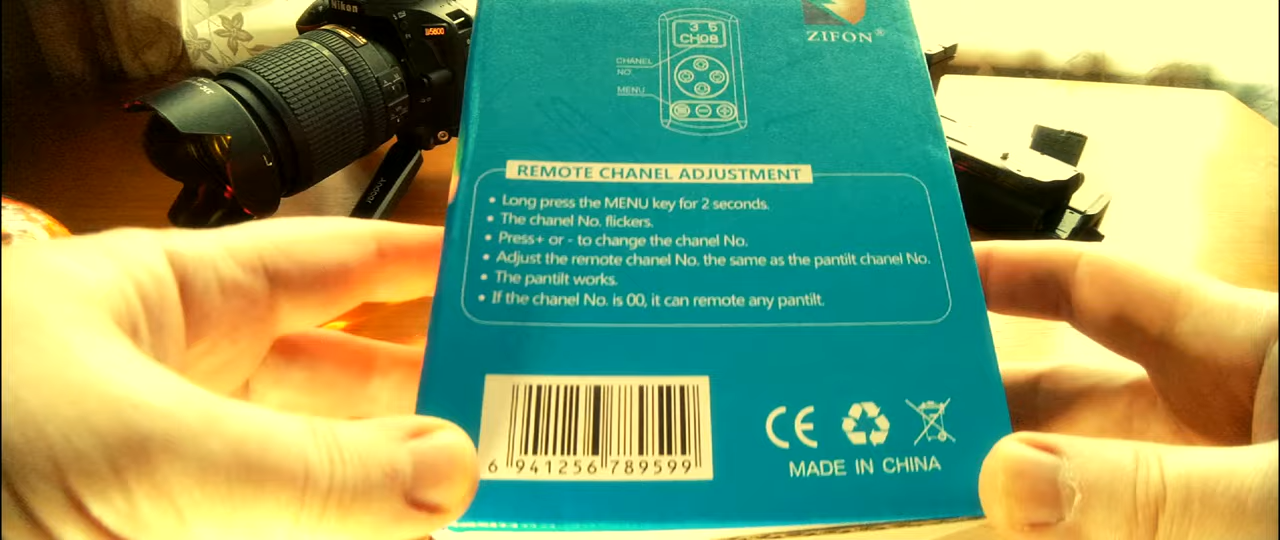 Nikon
D5600
ZIFON®
3 5
CH08
CHANEL
NO.
MENU
REMOTE CHANEL ADJUSTMENT
• Long press the MENU key for 2 seconds.
• The chanel No. flickers.
• Press+ or - to change the chanel No.
• Adjust the remote chanel No. the same as the pantilt chanel No.
• The pantilt works.
• If the chanel No. is 00, it can remote any pantilt.
6 941256 789599
CE
MADE IN CHINA